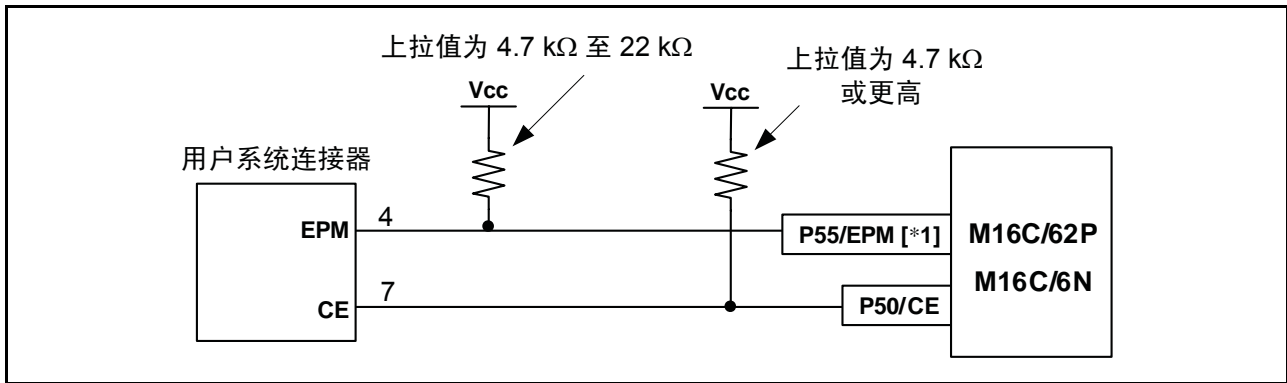 上拉值为 4.7 kΩ 至 22 kΩ
上拉值为 4.7 kΩ
或更高
Vcc
Vcc
用户系统连接器
EPM
4
P55/EPM [*1]
M16C/62P
M16C/6N
CE
7
P50/CE